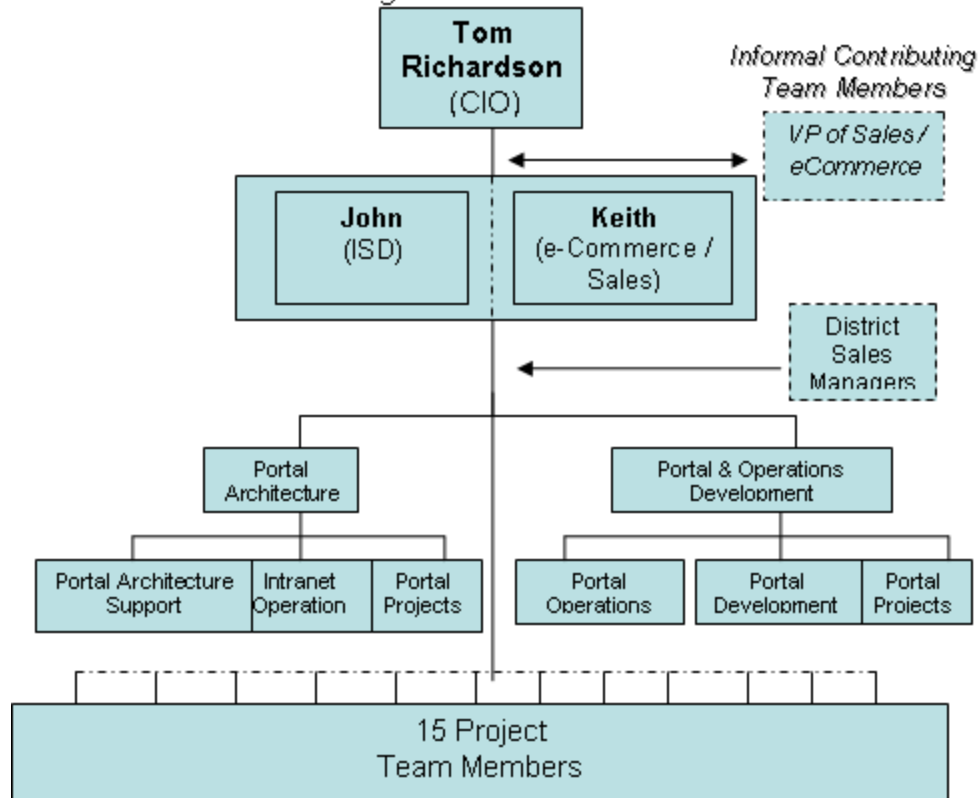 Tom
Richardson
(CIO)
Informal Contributing
Team Members
VP of Sales /
eCommerce
John
(ISD)
Keith
(e-Commerce /
Sales)
District
Sales
Managers
Portal
Architecture
Portal & Operations
Development
Portal Architecture
Support
Intranet
Operation
Portal
Projects
Portal
Operations
Portal
Development
Portal
Projects
15 Project
Team Members